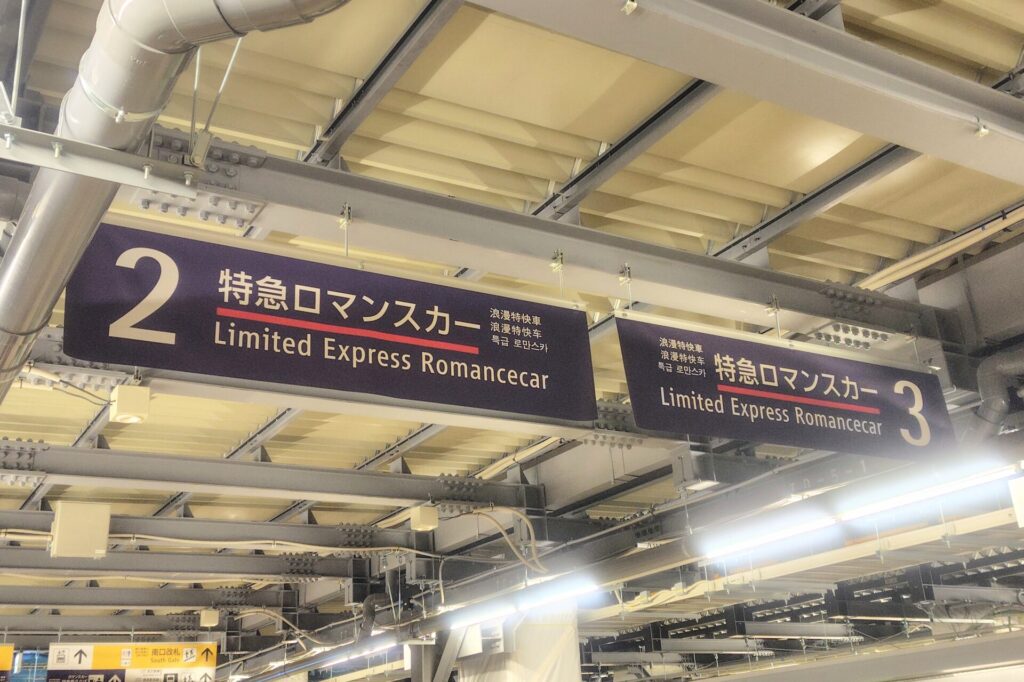 2
特急ロマンスカー
Limited Express Romancecar
浪漫特快車
浪漫特快车
특급 로만스카
浪漫特快車
浪漫特快车
특급 로만스카
特急ロマンスカー
Limited Express Romancecar
3
南口改札
South Gate